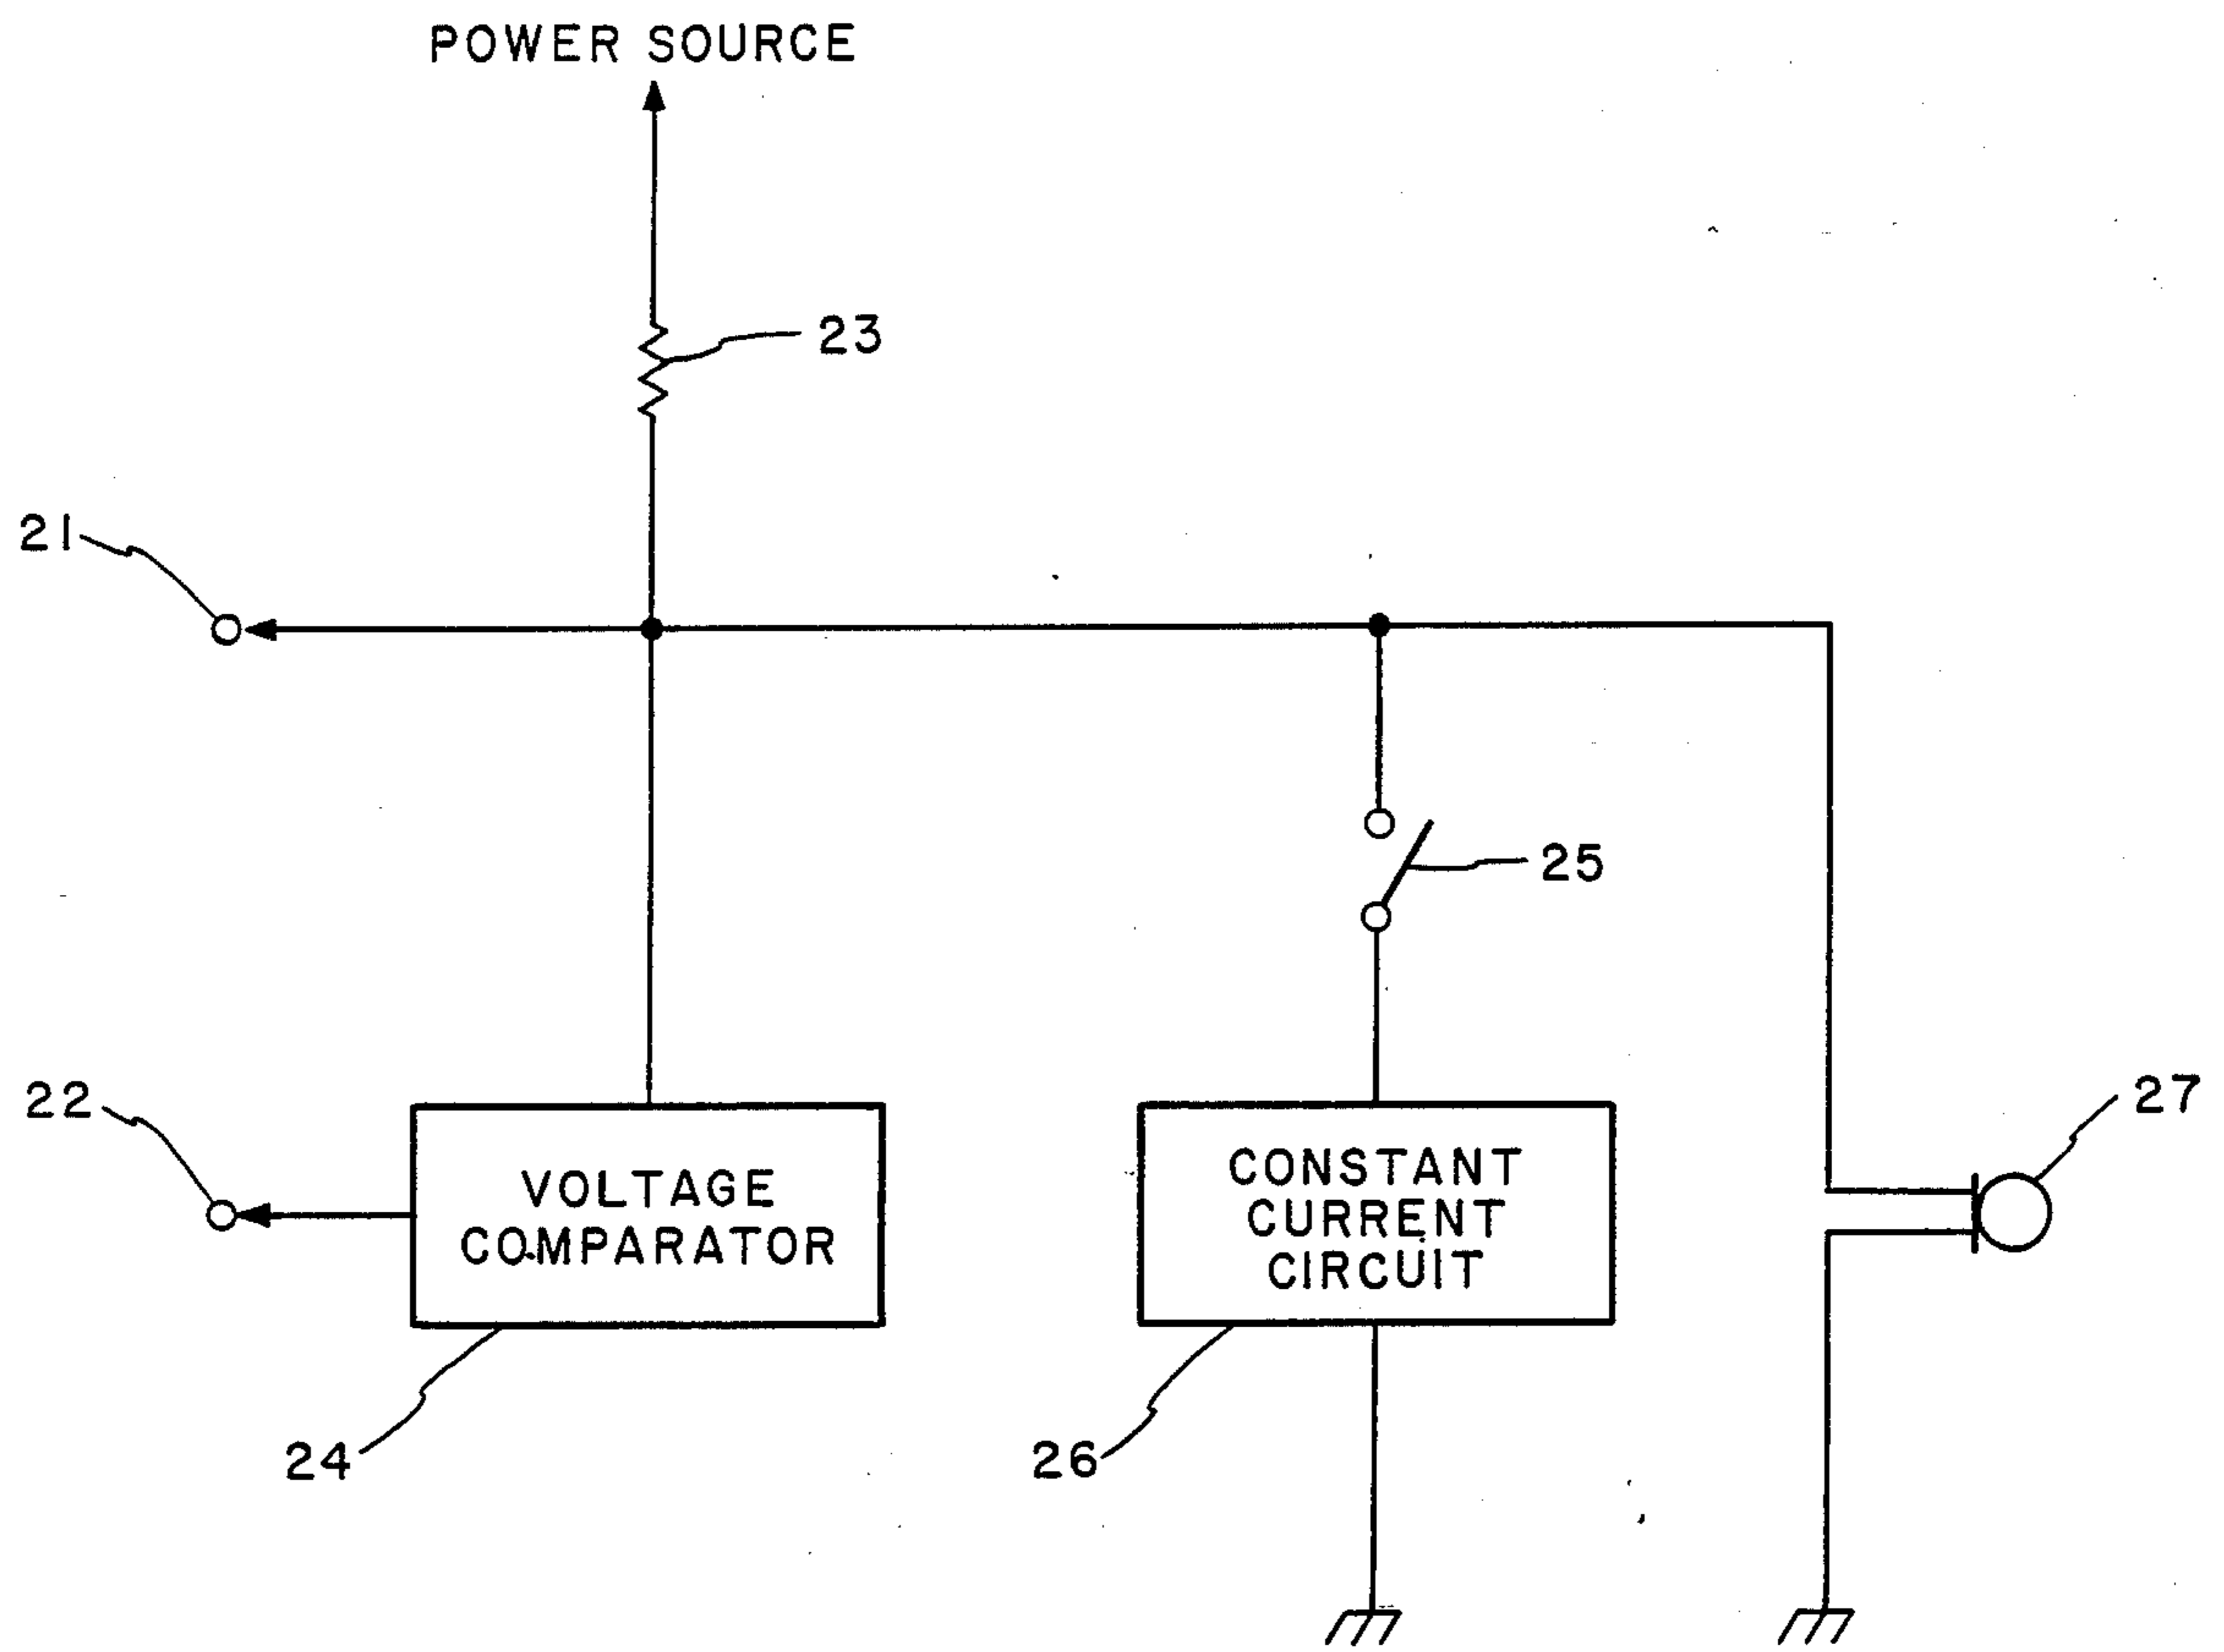 POWER SOURCE
23
21
25
22
VOLTAGE
COMPARATOR
CONSTANT
CURRENT
CIRCUIT
27
24
26